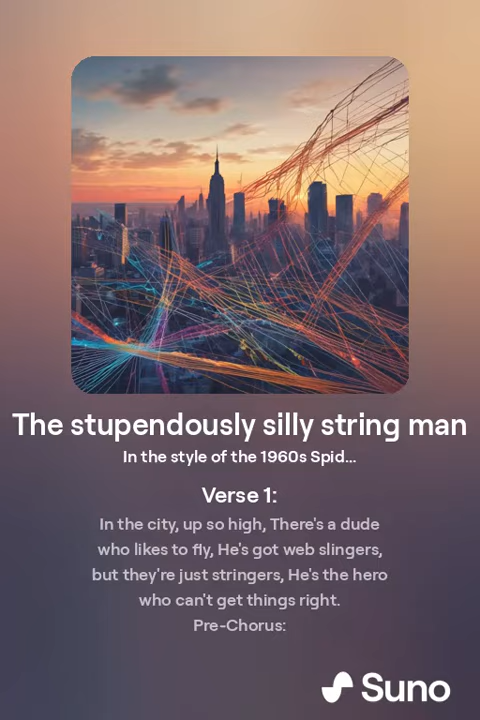 The stupendously silly string man
In the style of the 1960s Spid...
Verse 1:
In the city, up so high, There's a dude
who likes to fly, He's got web slingers,
but they're just stringers, He's the hero
who can't get things right.
Pre-Chorus:
Suno